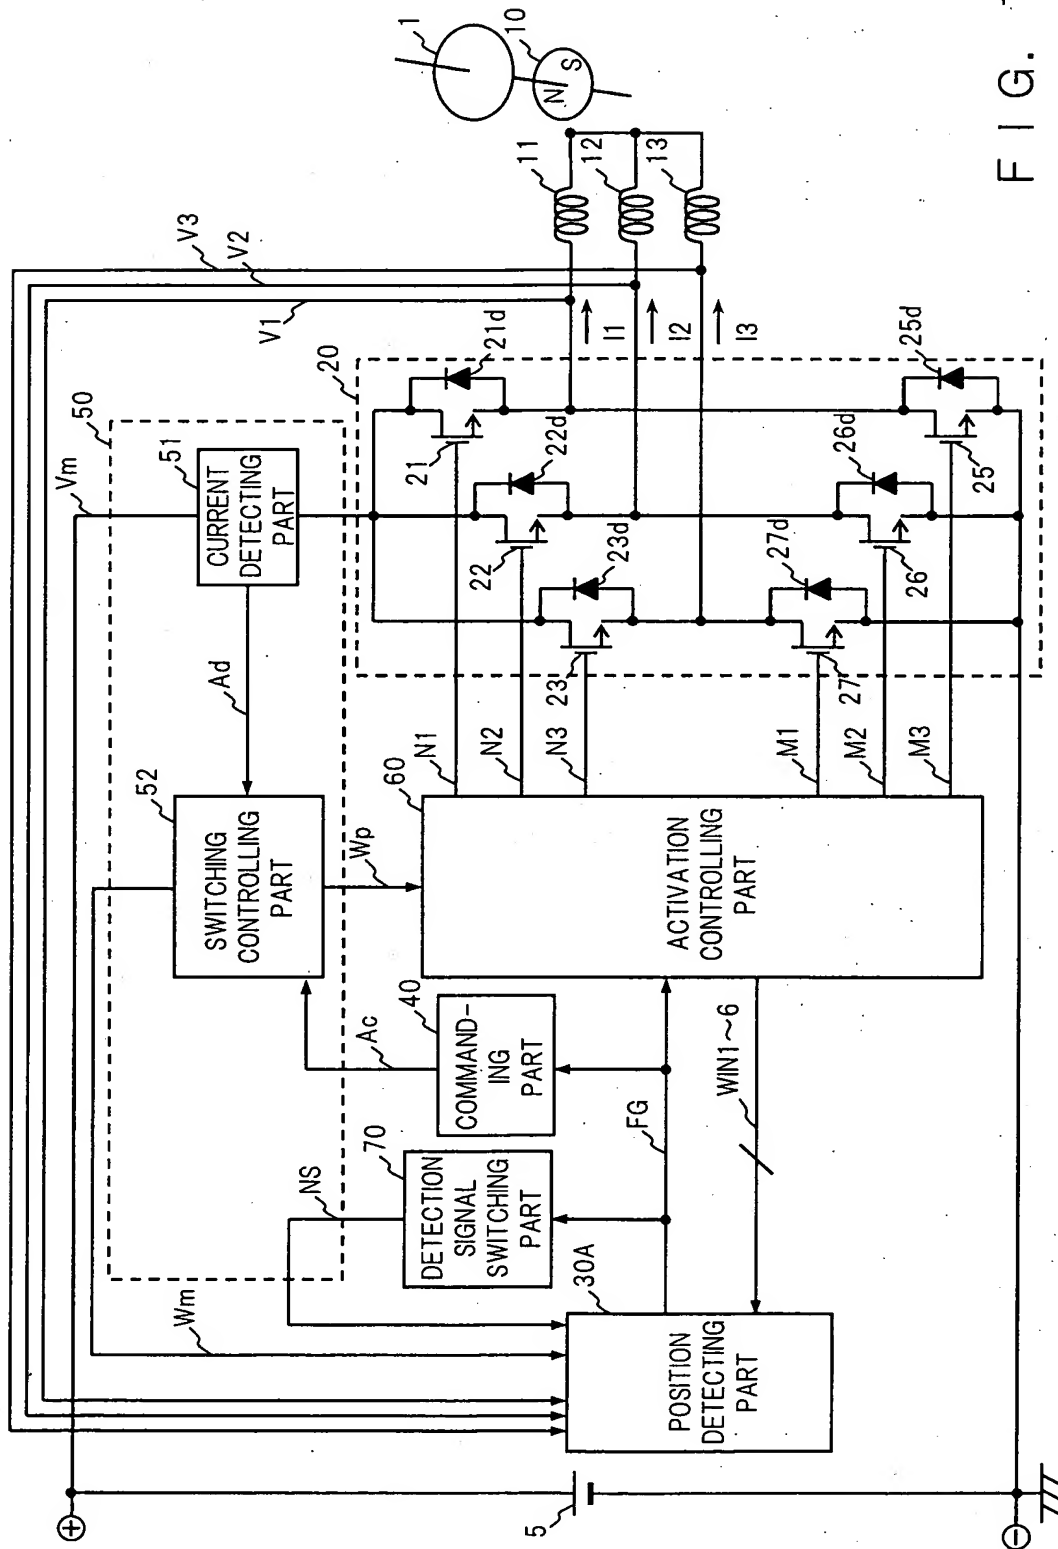 Vm
50
51
CURRENT
DETECTING
PART
Ad
52
SWITCHING
CONTROLLING
PART
Wp
Wm
NS
Ac
40
COMMAND-
ING
PART
70
DETECTION
SIGNAL
SWITCHING
PART
FG
WIN1~6
30A
POSITION
DETECTING
PART
60
ACTIVATION
CONTROLLING
PART
N1
N2
N3
M1
M2
M3
20
21
21d
22
22d
23
23d
25
25d
26
26d
27
27d
V1
V2
V3
I1
I2
I3
11
12
13
1
10
N S
5
+
−
FIG.